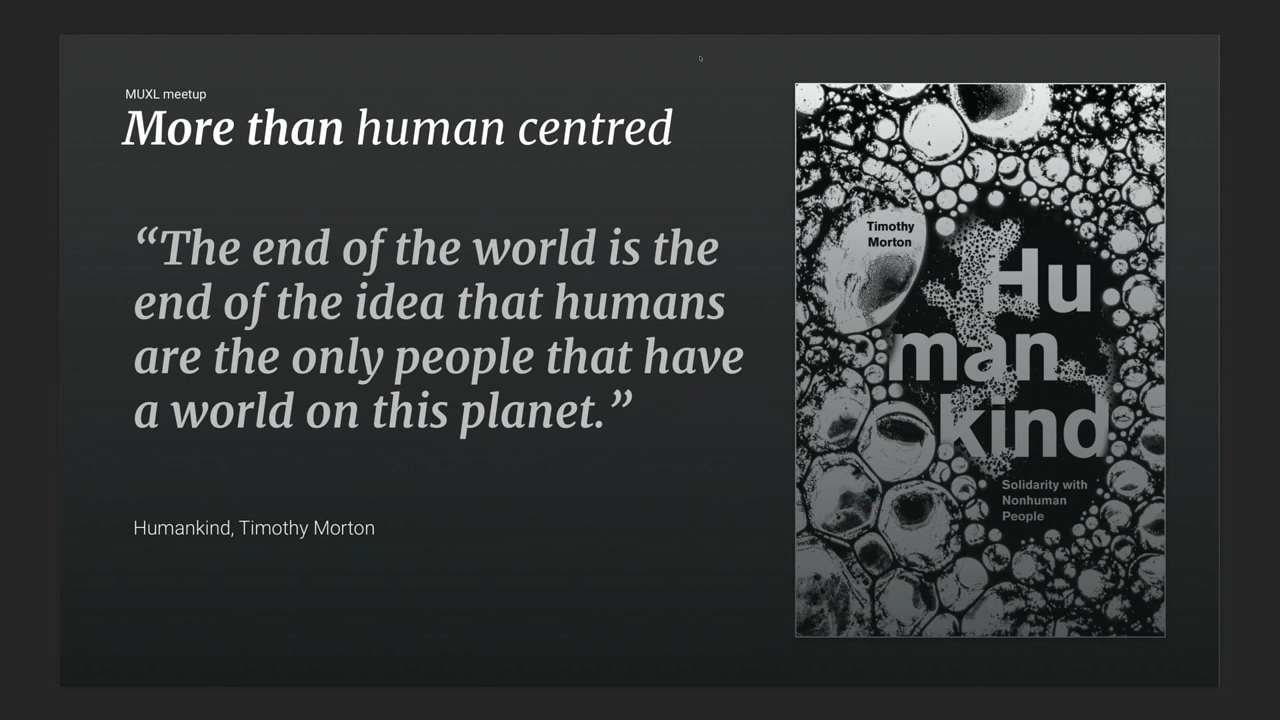 MUXL meetup
More than human centred
“The end of the world is the
end of the idea that humans
are the only people that have
a world on this planet.”
Humankind, Timothy Morton
Timothy
Morton
Hu
man
kind
Solidarity with
Nonhuman
People